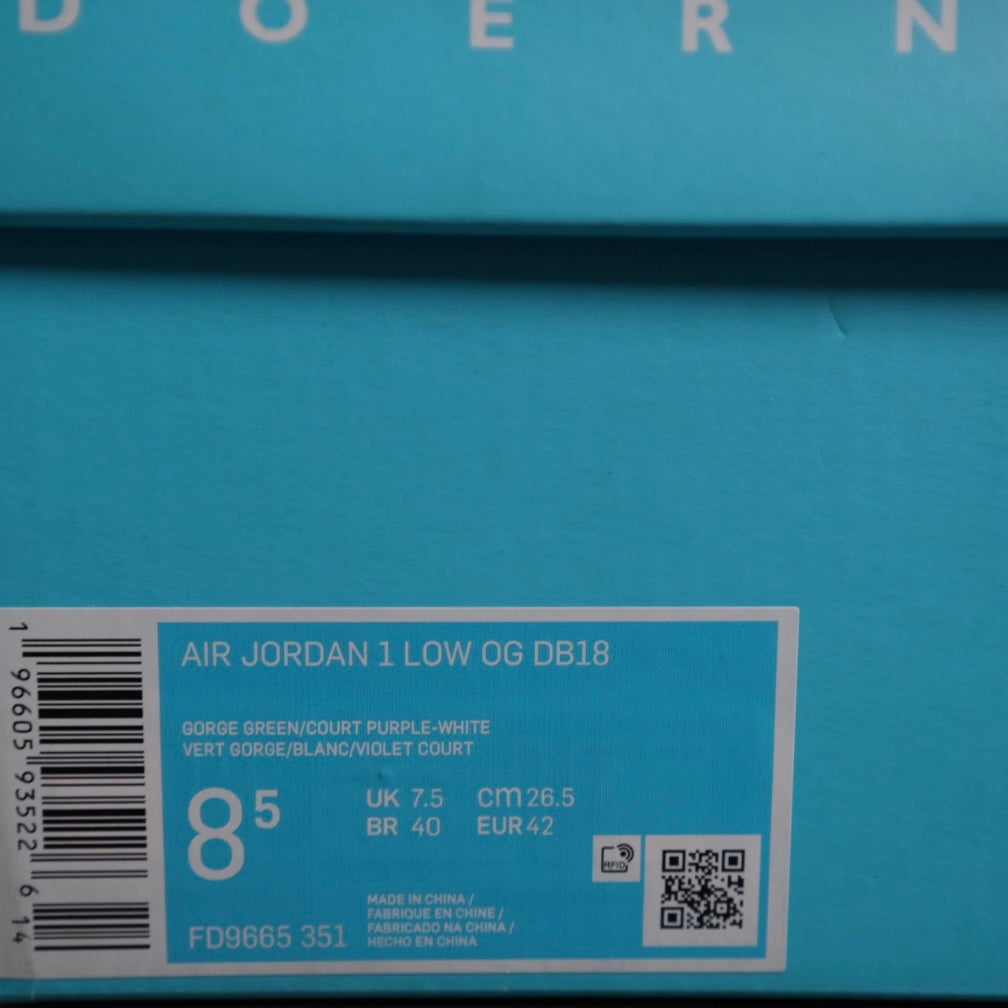 D O E R N
AIR JORDAN 1 LOW OG DB18
GORGE GREEN/COURT PURPLE-WHITE
VERT GORGE/BLANC/VIOLET COURT
8 5
UK 7.5 cm 26.5
BR 40 EUR 42
RFID
MADE IN CHINA /
FABRIQUE EN CHINE /
FABRICADO NA CHINA /
HECHO EN CHINA
FD9665 351
1 96605 93522 6 14